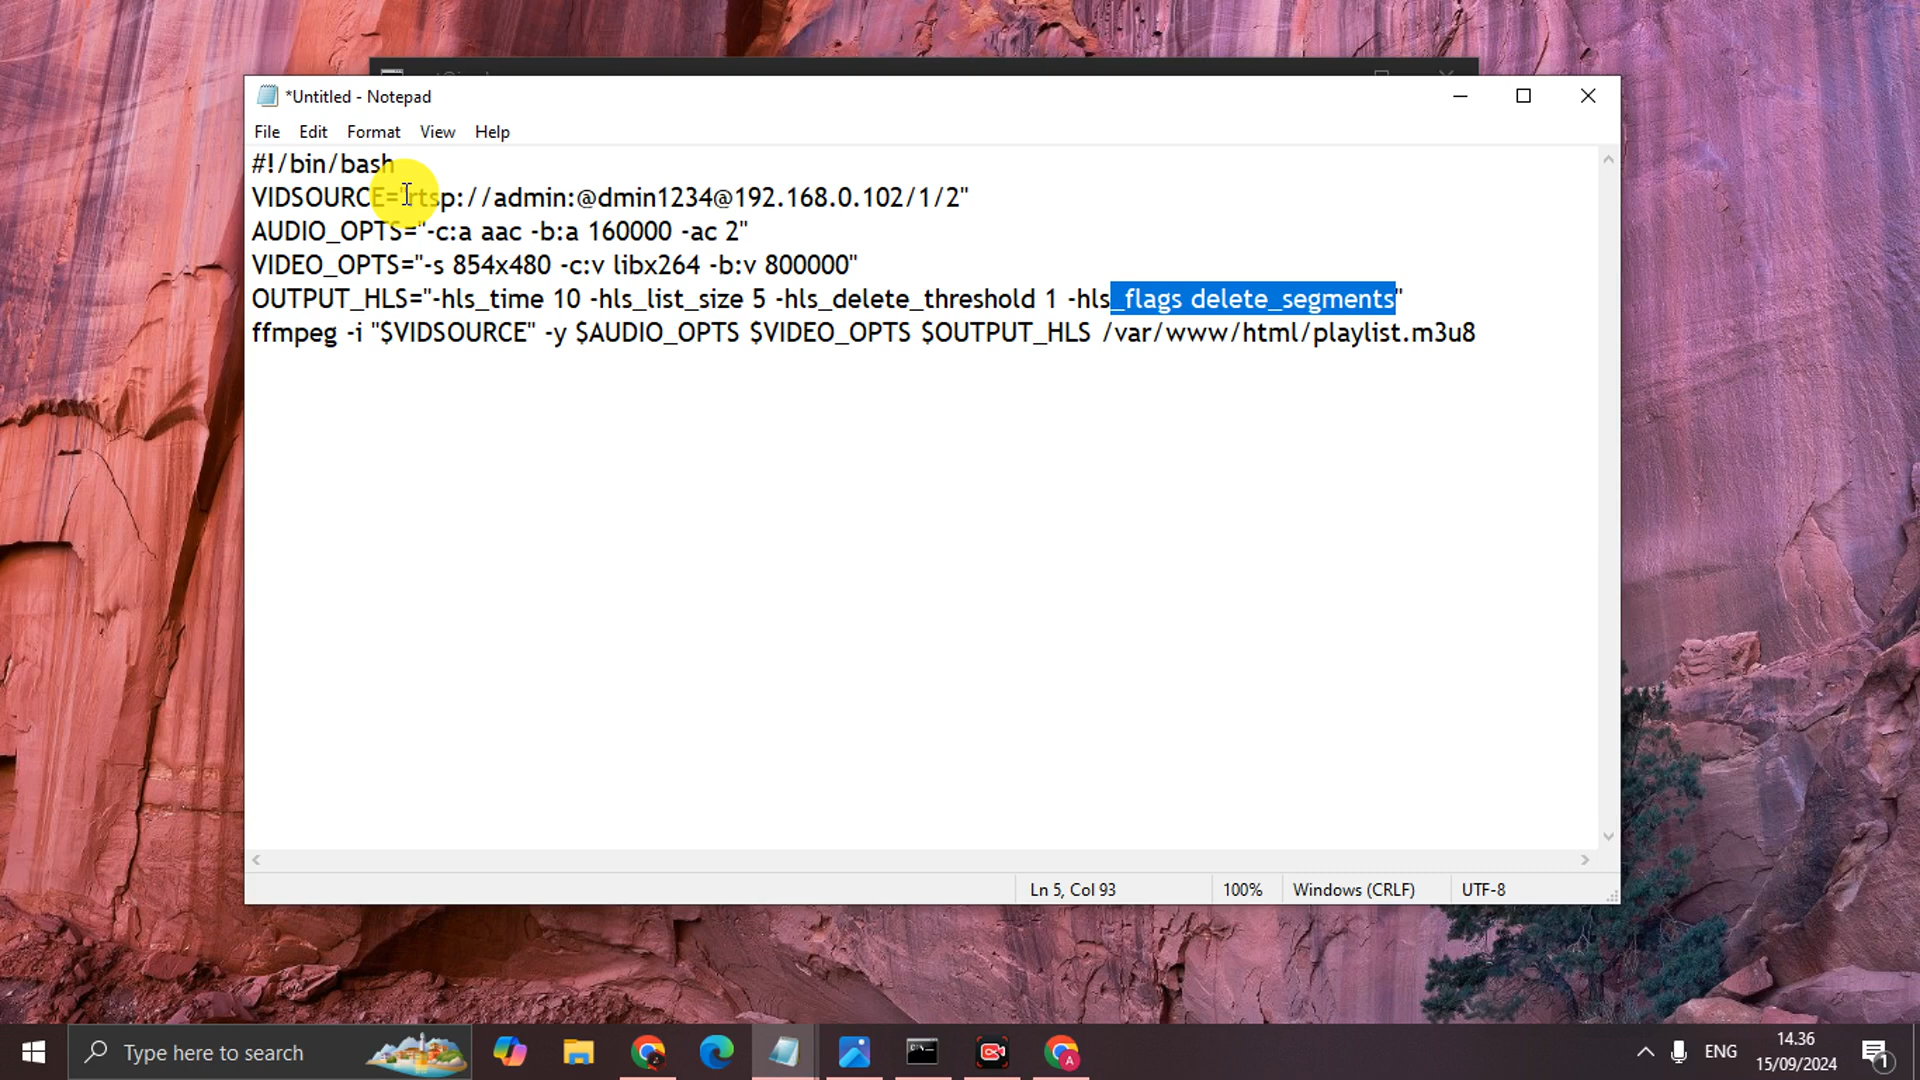 *Untitled - Notepad
File Edit Format View Help
#!/bin/bash
VIDSOURCE="rtsp://admin:@dmin1234@192.168.0.102/1/2"
AUDIO_OPTS="-c:a aac -b:a 160000 -ac 2"
VIDEO_OPTS="-s 854x480 -c:v libx264 -b:v 800000"
OUTPUT_HLS="-hls_time 10 -hls_list_size 5 -hls_delete_threshold 1 -hls_flags delete_segments"
ffmpeg -i "$VIDSOURCE" -y $AUDIO_OPTS $VIDEO_OPTS $OUTPUT_HLS /var/www/html/playlist.m3u8
Ln 5, Col 93 100% Windows (CRLF) UTF-8
Type here to search
A
ENG
14.36
15/09/2024
1